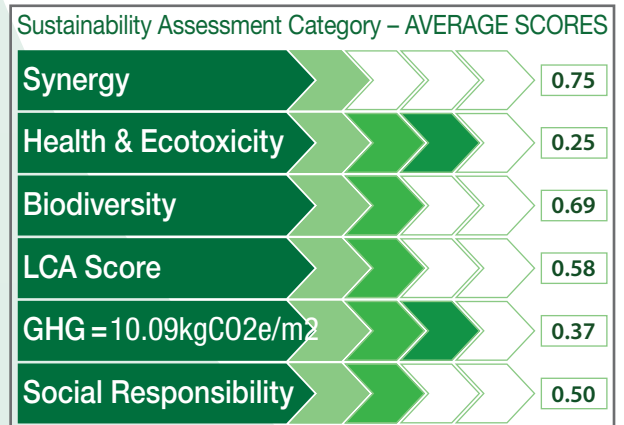 Sustainability Assessment Category – AVERAGE SCORES
Synergy 0.75
Health & Ecotoxicity 0.25
Biodiversity 0.69
LCA Score 0.58
GHG = 10.09kgCO2e/m2 0.37
Social Responsibility 0.50